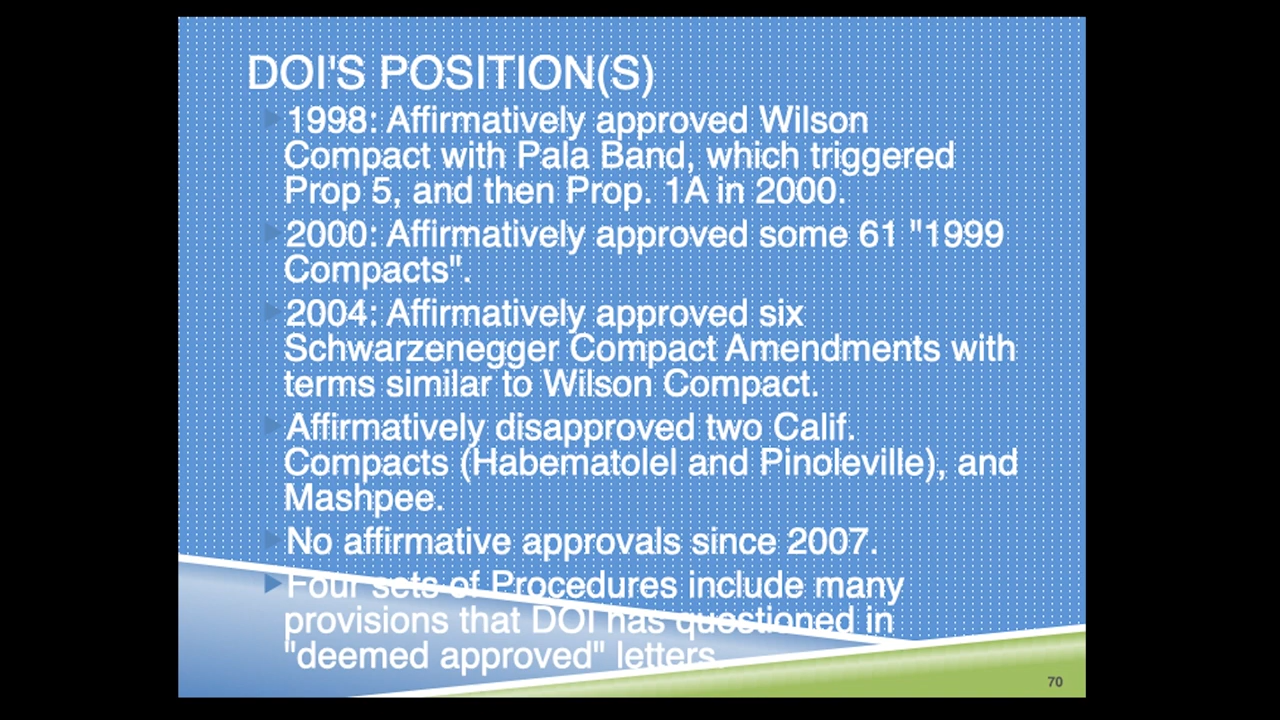 DOI'S POSITION(S)
1998: Affirmatively approved Wilson
Compact with Pala Band, which triggered
Prop 5, and then Prop. 1A in 2000.
2000: Affirmatively approved some 61 "1999
Compacts".
2004: Affirmatively approved six
Schwarzenegger Compact Amendments with
terms similar to Wilson Compact.
Affirmatively disapproved two Calif.
Compacts (Habematolel and Pinoleville), and
Mashpee.
No affirmative approvals since 2007.
Four sets of Procedures include many
provisions that DOI has questioned in
"deemed approved" letters.
70